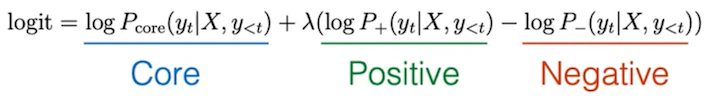 logit = log P_core(y_t|X, y_{<t}) + λ(log P_+(y_t|X, y_{<t}) − log P_−(y_t|X, y_{<t}))
Core Positive Negative